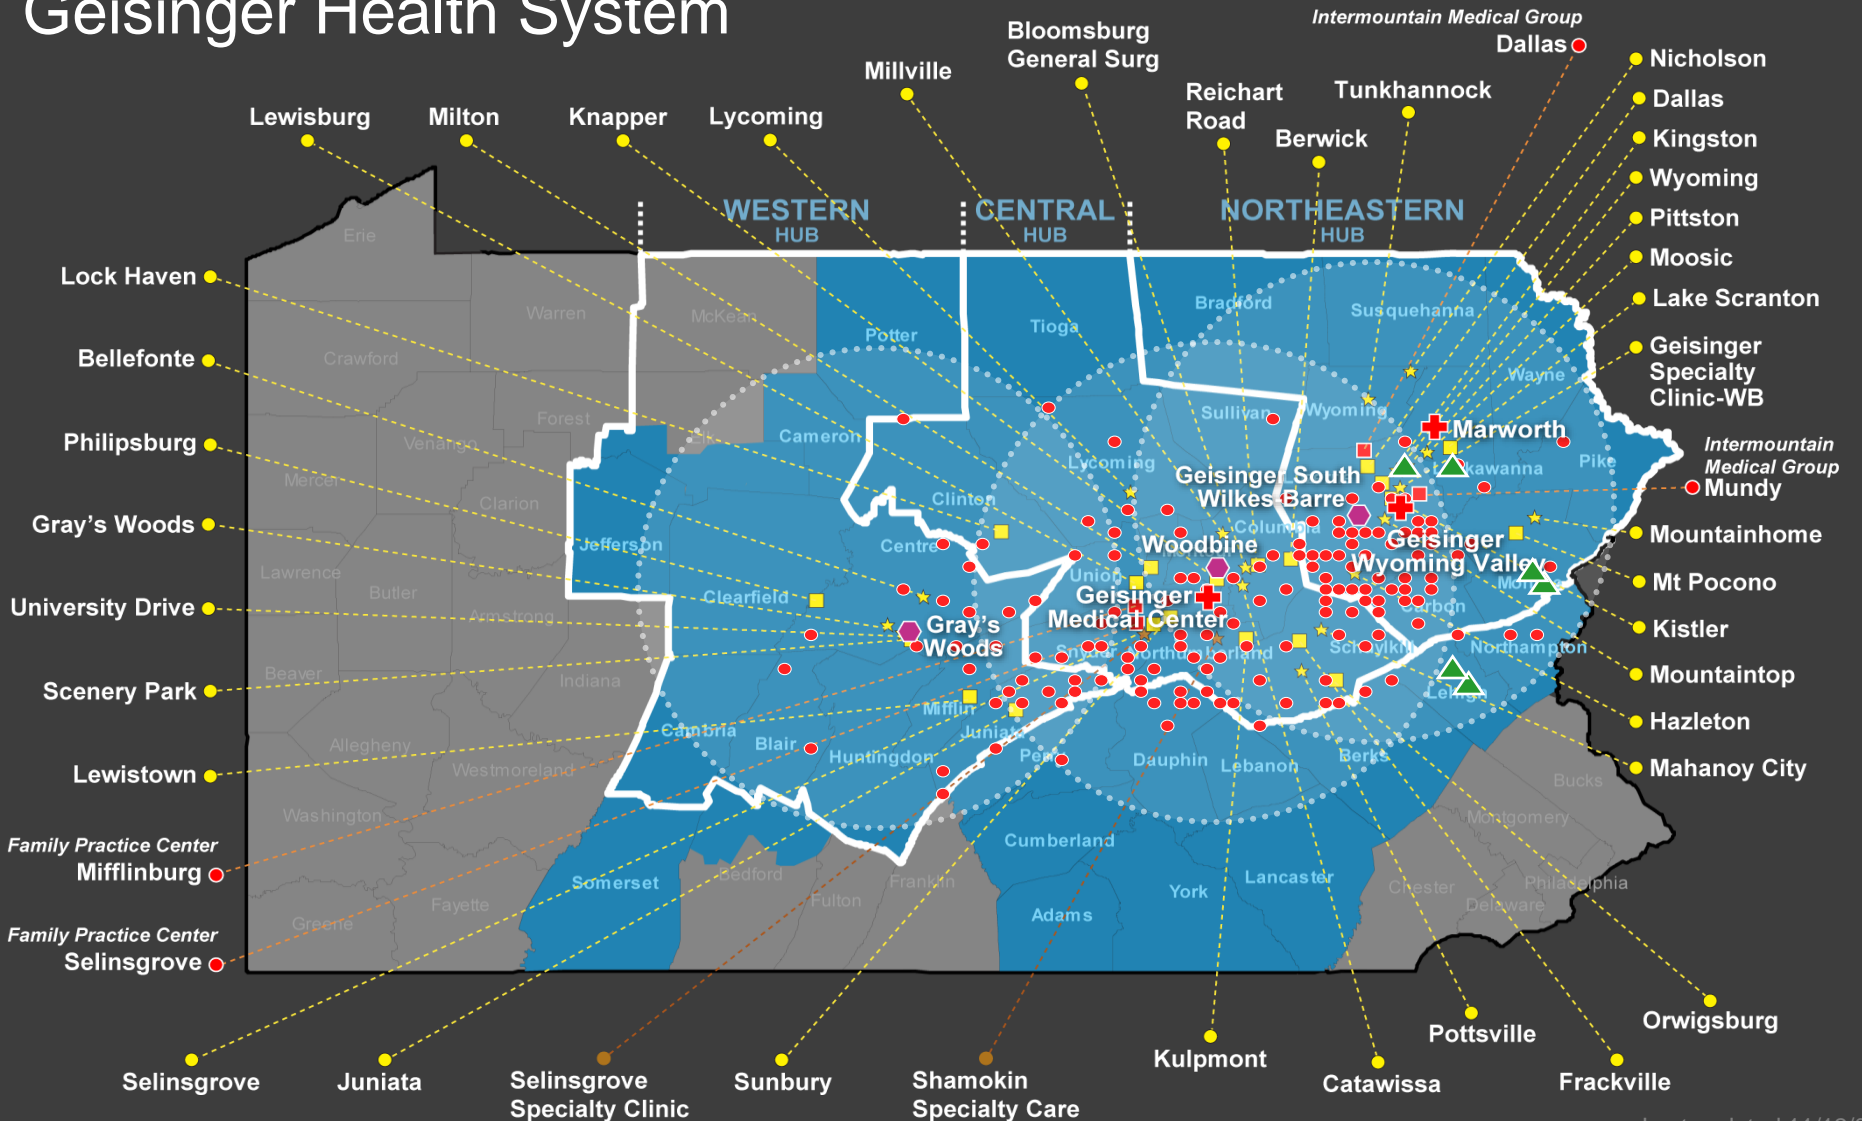 Geisinger Health System
Intermountain Medical Group
Dallas
Bloomsburg
General Surg
Millville
Reichart
Road
Tunkhannock
Berwick
Lewisburg
Milton
Knapper
Lycoming
Nicholson
Dallas
Kingston
Wyoming
Pittston
Moosic
Lake Scranton
Geisinger
Specialty
Clinic-WB
Intermountain
Medical Group
Mundy
Mountainhome
Mt Pocono
Kistler
Mountaintop
Hazleton
Mahanoy City
WESTERN
HUB
CENTRAL
HUB
NORTHEASTERN
HUB
Lock Haven
Bellefonte
Philipsburg
Gray's Woods
University Drive
Scenery Park
Lewistown
Family Practice Center
Mifflinburg
Family Practice Center
Selinsgrove
Erie
Warren
McKean
Crawford
Forest
Elk
Venango
Mercer
Clarion
Lawrence
Butler
Armstrong
Beaver
Indiana
Allegheny
Westmoreland
Washington
Greene
Fayette
Potter
Tioga
Bradford
Susquehanna
Wayne
Cameron
Sullivan
Wyoming
Lycoming
Clinton
Pike
Jefferson
Centre
Columbia
Clearfield
Union
Carbon
Snyder
Northumberland
Schuylkill
Northampton
Lehigh
Mifflin
Juniata
Cambria
Blair
Huntingdon
Perry
Dauphin
Lebanon
Berks
Bucks
Montgomery
Cumberland
Somerset
Bedford
Fulton
Franklin
Adams
York
Lancaster
Chester
Delaware
Philadelphia
Marworth
Geisinger South
Wilkes-Barre
Geisinger
Wyoming Valley
Woodbine
Geisinger
Medical Center
Gray's
Woods
Selinsgrove
Juniata
Selinsgrove
Specialty Clinic
Sunbury
Shamokin
Specialty Care
Kulpmont
Catawissa
Pottsville
Frackville
Orwigsburg